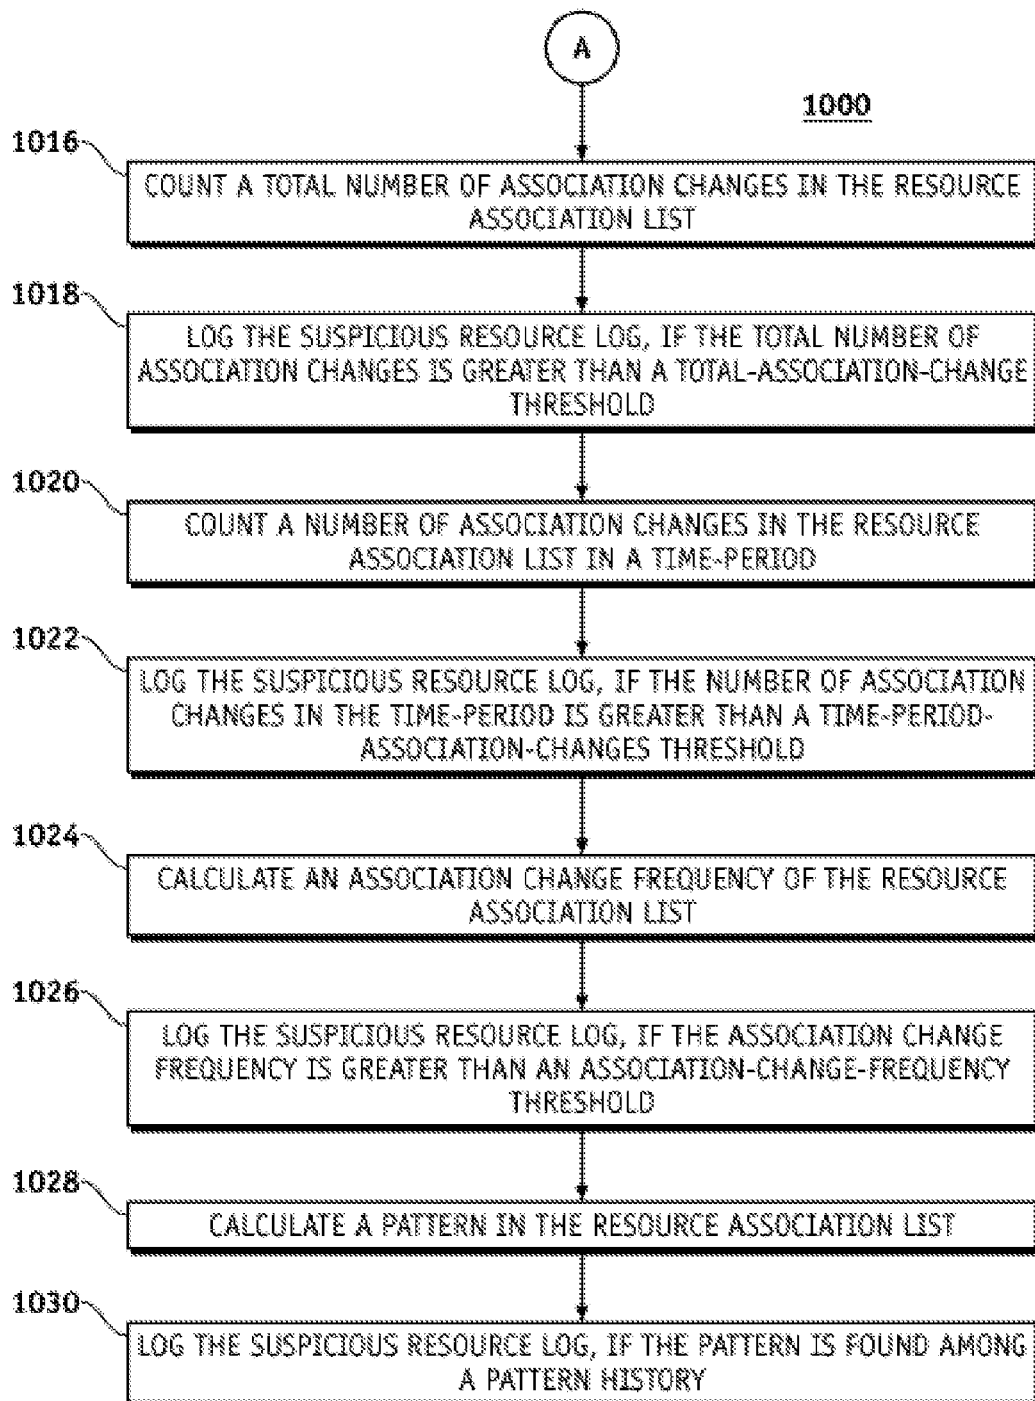 A
1000
1016
COUNT A TOTAL NUMBER OF ASSOCIATION CHANGES IN THE RESOURCE
ASSOCIATION LIST
1018
LOG THE SUSPICIOUS RESOURCE LOG, IF THE TOTAL NUMBER OF
ASSOCIATION CHANGES IS GREATER THAN A TOTAL-ASSOCIATION-CHANGE
THRESHOLD
1020
COUNT A NUMBER OF ASSOCIATION CHANGES IN THE RESOURCE
ASSOCIATION LIST IN A TIME-PERIOD
1022
LOG THE SUSPICIOUS RESOURCE LOG, IF THE NUMBER OF ASSOCIATION
CHANGES IN THE TIME-PERIOD IS GREATER THAN A TIME-PERIOD-
ASSOCIATION-CHANGES THRESHOLD
1024
CALCULATE AN ASSOCIATION CHANGE FREQUENCY OF THE RESOURCE
ASSOCIATION LIST
1026
LOG THE SUSPICIOUS RESOURCE LOG, IF THE ASSOCIATION CHANGE
FREQUENCY IS GREATER THAN AN ASSOCIATION-CHANGE-FREQUENCY
THRESHOLD
1028
CALCULATE A PATTERN IN THE RESOURCE ASSOCIATION LIST
1030
LOG THE SUSPICIOUS RESOURCE LOG, IF THE PATTERN IS FOUND AMONG
A PATTERN HISTORY